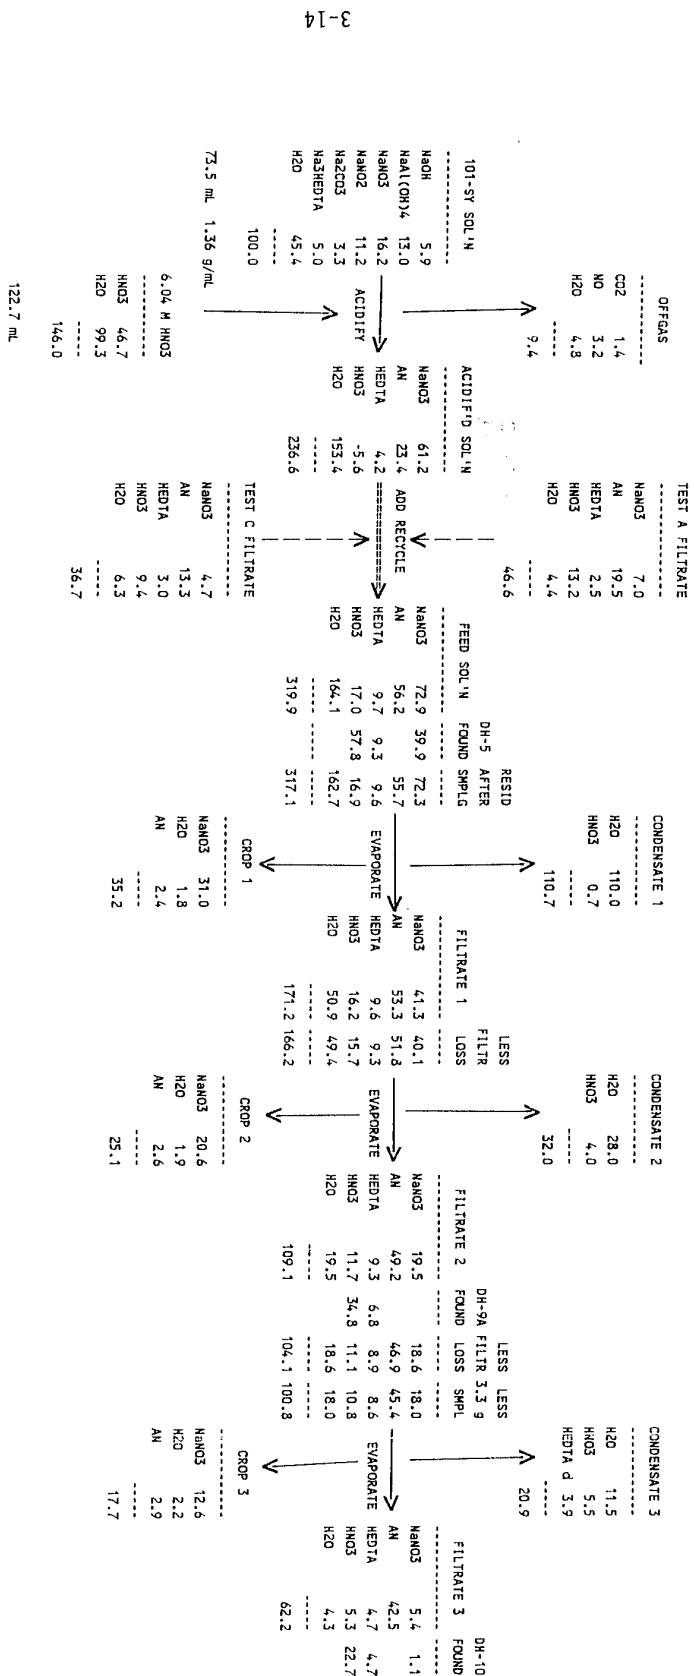 3-14
OFFGAS
----------
CO2 1.4
NO 3.2
H2O 4.8
-----
9.4
TEST A FILTRATE
---------------
NaNO3 7.0
AN 19.5
HEDTA 2.5
HNO3 13.2
H2O 4.4
-----
46.6
CONDENSATE 1
------------
H2O 110.0
HNO3 0.7
-----
110.7
CONDENSATE 2
------------
H2O 28.0
HNO3 4.0
-----
32.0
CONDENSATE 3
------------
H2O 11.5
HNO3 5.5
HEDTA d 3.9
-----
20.9
101-SY SOL'N
------------
NaOH 5.9
NaAl(OH)4 13.0
NaNO3 16.2
NaNO2 11.2
Na2CO3 3.3
Na3HEDTA 5.0
H2O 45.4
-----
100.0
73.5 mL 1.36 g/mL
ACIDIFY
ACIDIF'D SOL'N
--------------
NaNO3 61.2
AN 23.4
HEDTA 4.2
HNO3 -5.6
H2O 153.4
-----
236.6
ADD RECYCLE
RESID
DH-5 AFTER
FEED SOL'N FOUND SMPLG
NaNO3 72.9 39.9 72.3
AN 56.2 55.7
HEDTA 9.7 9.3 9.6
HNO3 17.0 57.8 16.9
H2O 164.1 162.7
-----
319.9 317.1
EVAPORATE
LESS
FILTR
FILTRATE 1 LOSS
NaNO3 41.3 40.1
AN 53.3 51.8
HEDTA 9.6 9.3
HNO3 16.2 15.7
H2O 50.9 49.4
-----
171.2 166.2
EVAPORATE
LESS LESS
DH-9A FILTR 3.3 g
FILTRATE 2 FOUND LOSS SMPL
NaNO3 19.5 18.6 18.0
AN 49.2 46.9 45.4
HEDTA 9.3 6.8 8.9 8.6
HNO3 11.7 34.8 11.1 10.8
H2O 19.5 18.6 18.0
-----
109.1 104.1 100.8
EVAPORATE
DH-10
FILTRATE 3 FOUND
NaNO3 5.4 1.1
AN 42.5
HEDTA 4.7 4.7
HNO3 5.3 22.7
H2O 4.3
-----
62.2
6.04 M HNO3
-----------
HNO3 46.7
H2O 99.3
-----
146.0
122.7 mL
TEST C FILTRATE
---------------
NaNO3 4.7
AN 13.3
HEDTA 3.0
HNO3 9.4
H2O 6.3
-----
36.7
CROP 1
----------
NaNO3 31.0
H2O 1.8
AN 2.4
-----
35.2
CROP 2
----------
NaNO3 20.6
H2O 1.9
AN 2.6
-----
25.1
CROP 3
----------
NaNO3 12.6
H2O 2.2
AN 2.9
-----
17.7